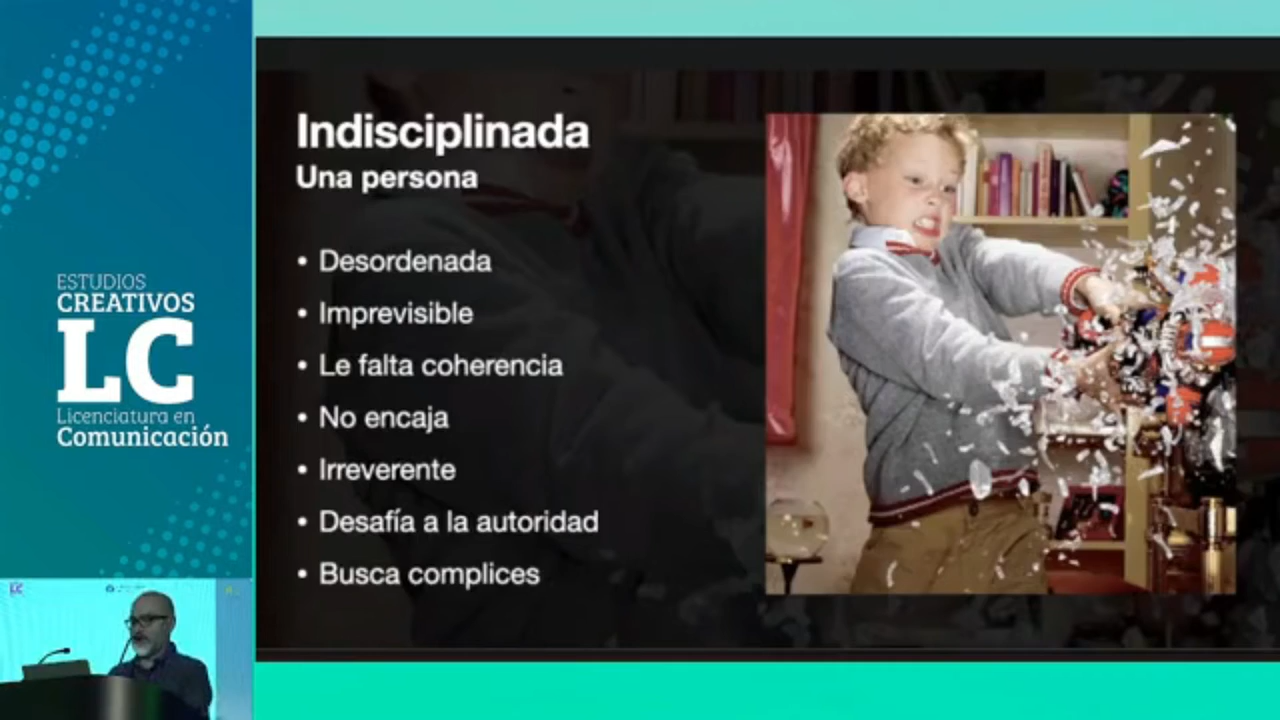 ESTUDIOS
CREATIVOS
LC
Licenciatura en
Comunicación
Indisciplinada
Una persona
• Desordenada
• Imprevisible
• Le falta coherencia
• No encaja
• Irreverente
• Desafía a la autoridad
• Busca complices